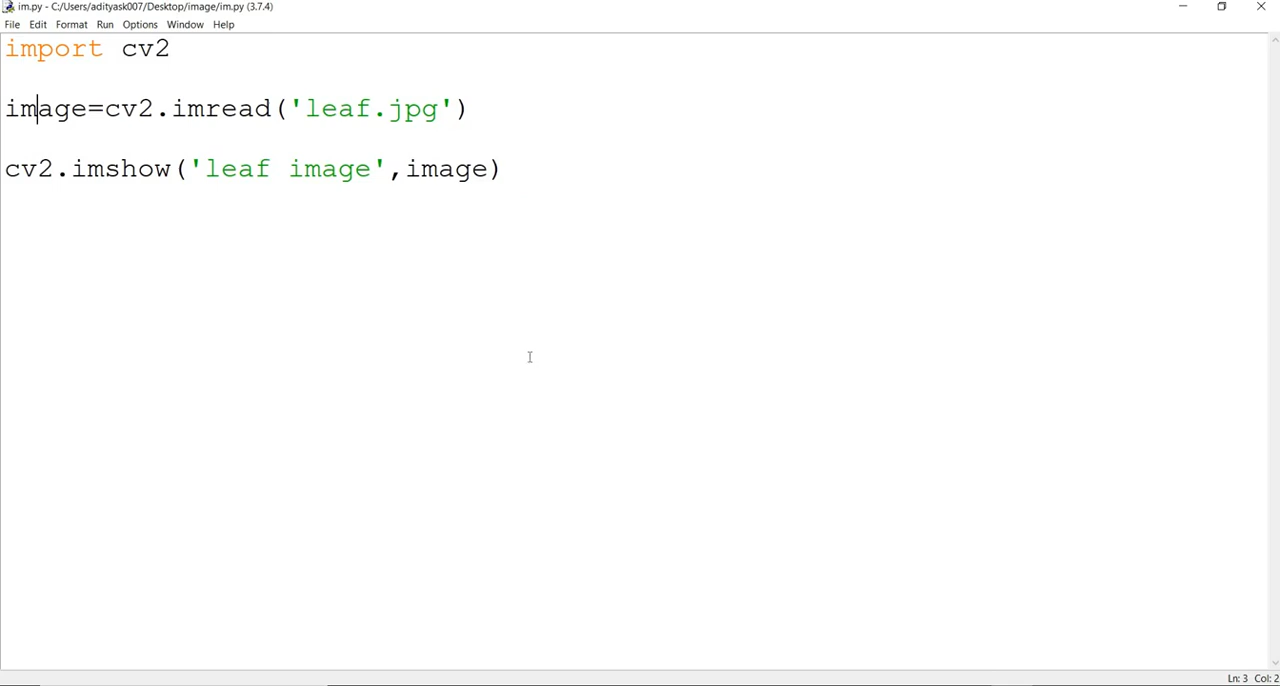 im.py - C:/Users/adityask007/Desktop/image/im.py (3.7.4)
File Edit Format Run Options Window Help
import cv2
image=cv2.imread('leaf.jpg')
cv2.imshow('leaf image',image)
Ln: 3 Col: 2